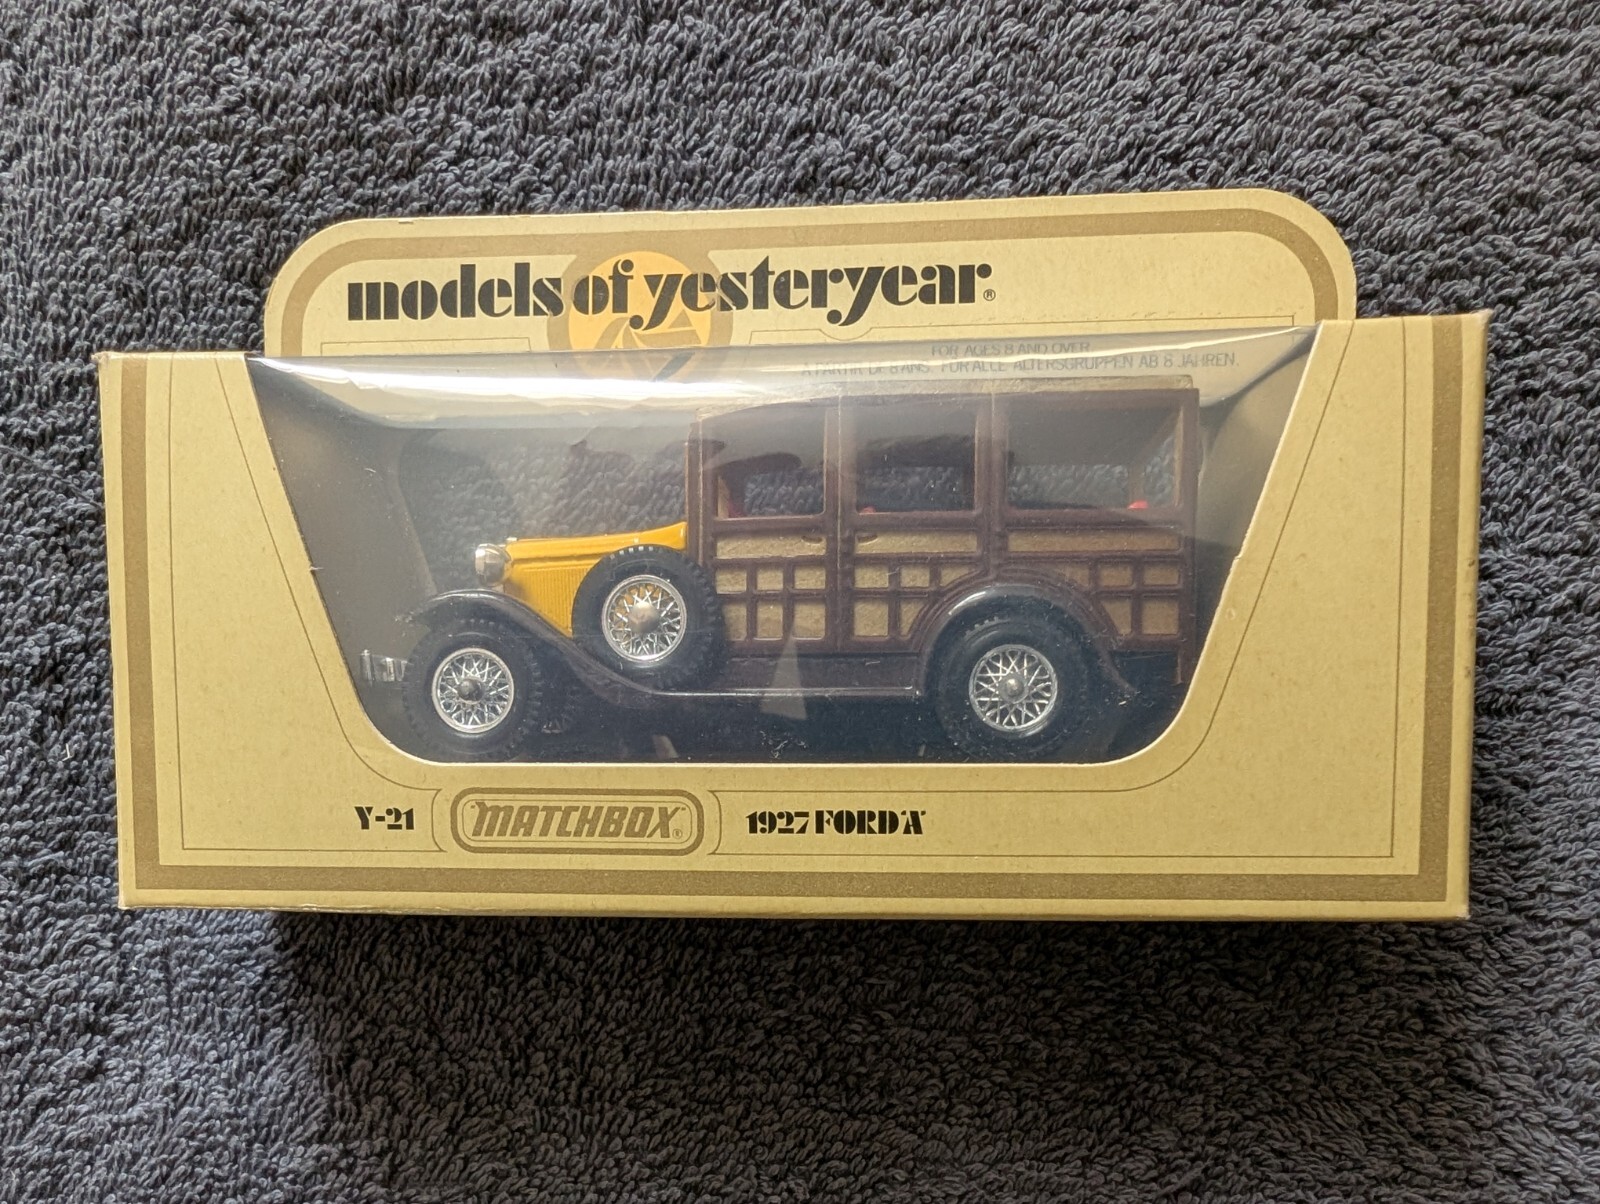 models of yesteryear®
FOR AGES 8 AND OVER
A PARTIR DE 8 ANS. FÜR ALLE ALTERSGRUPPEN AB 8 JAHREN.
Y-21
"MATCHBOX"®
1927 FORD 'A'